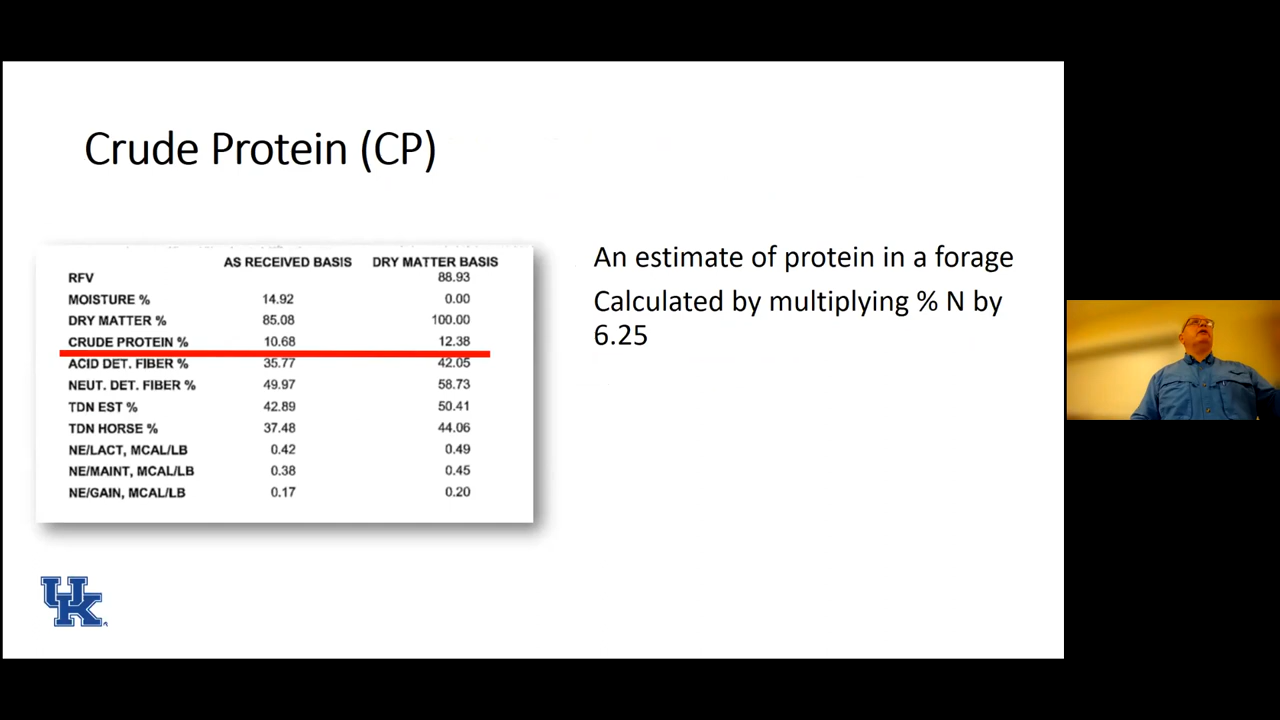 Crude Protein (CP)
AS RECEIVED BASIS DRY MATTER BASIS
RFV 88.93
MOISTURE % 14.92 0.00
DRY MATTER % 85.08 100.00
CRUDE PROTEIN % 10.68 12.38
ACID DET. FIBER % 35.77 42.05
NEUT. DET. FIBER % 49.97 58.73
TDN EST % 42.89 50.41
TDN HORSE % 37.48 44.06
NE/LACT, MCAL/LB 0.42 0.49
NE/MAINT, MCAL/LB 0.38 0.45
NE/GAIN, MCAL/LB 0.17 0.20
An estimate of protein in a forage
Calculated by multiplying % N by
6.25
UK